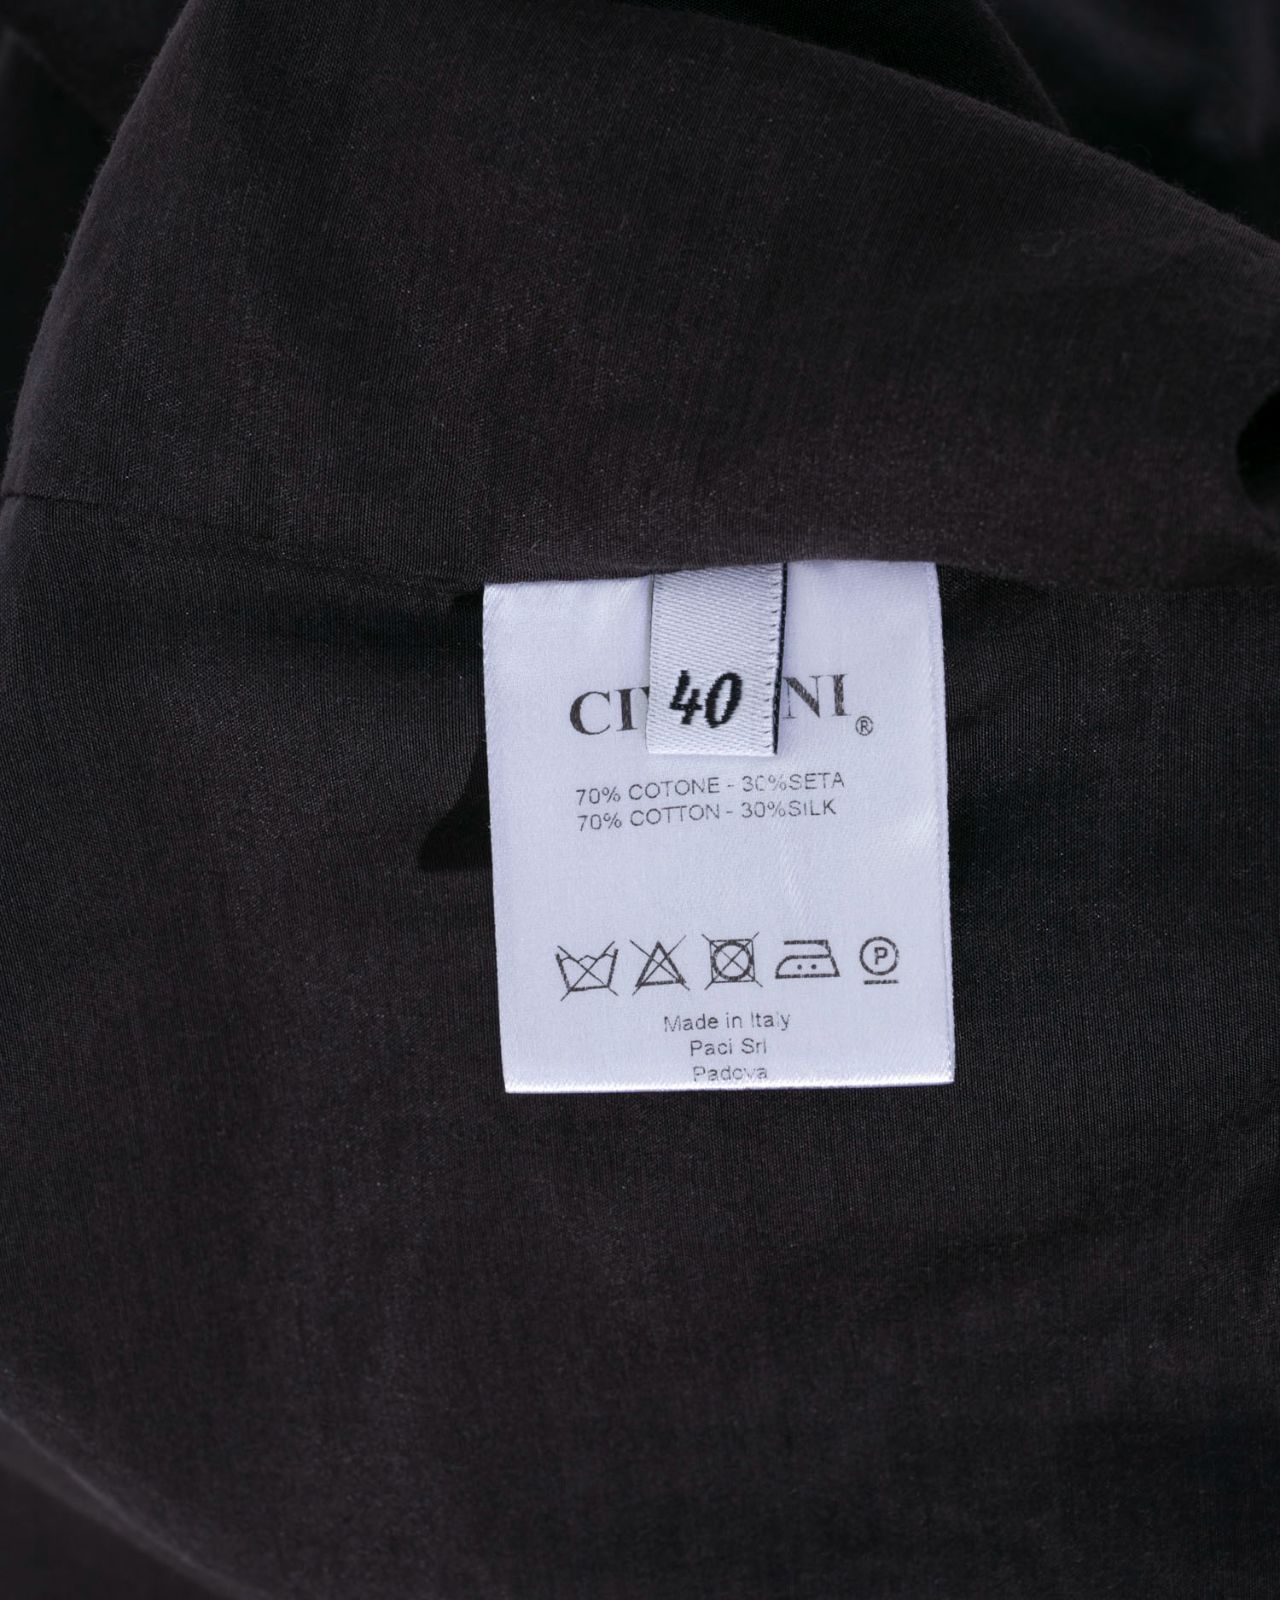 40
70% COTONE - 30%SETA
70% COTTON - 30%SILK
P
Made in Italy
Paci Srl
Padova